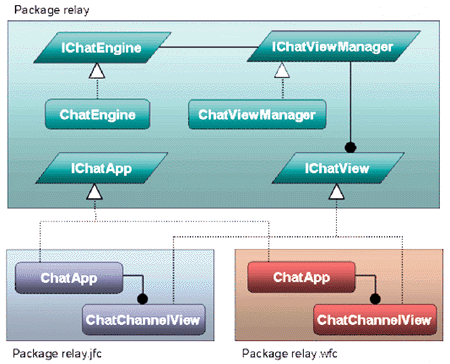 Package relay
IChatEngine
IChatViewManager
ChatEngine
ChatViewManager
IChatApp
IChatView
ChatApp
ChatChannelView
ChatApp
ChatChannelView
Package relay.jfc
Package relay.wfc